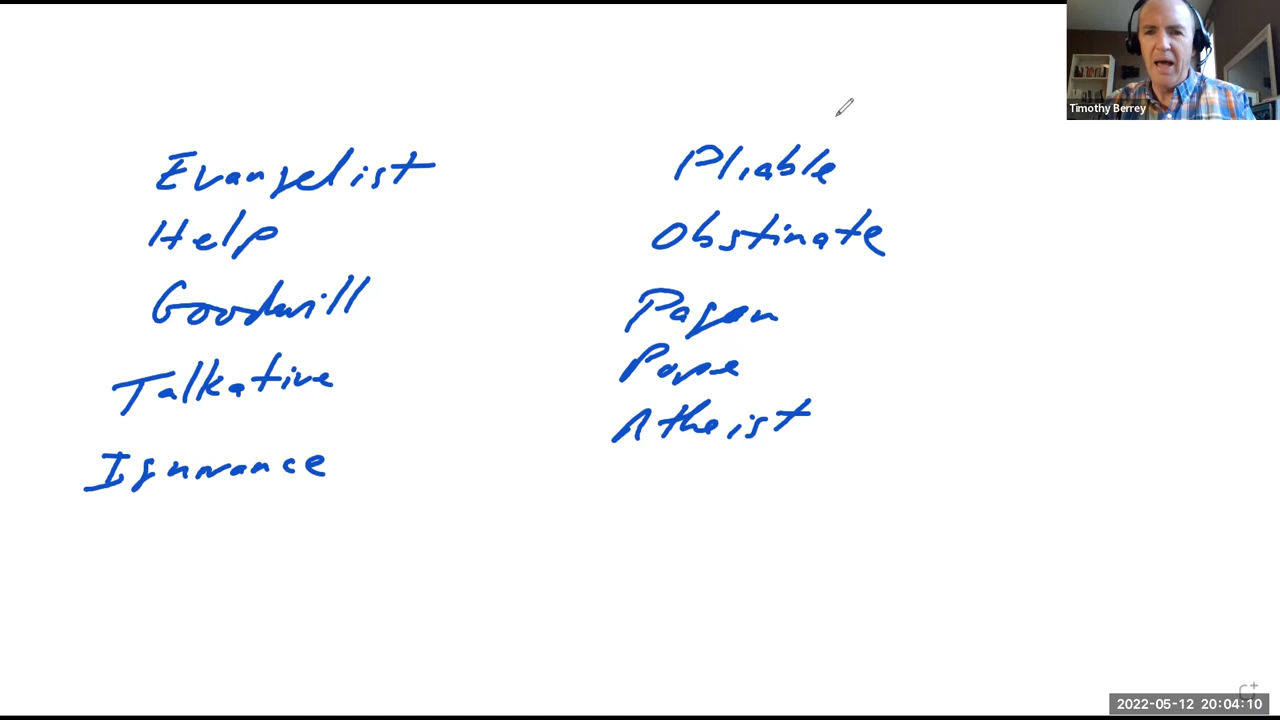 Timothy Berrey
Evangelist
Help
Goodwill
Talkative
Ignorance
Pliable
Obstinate
Pagan
Pope
Atheist
2022-05-12 20:04:10